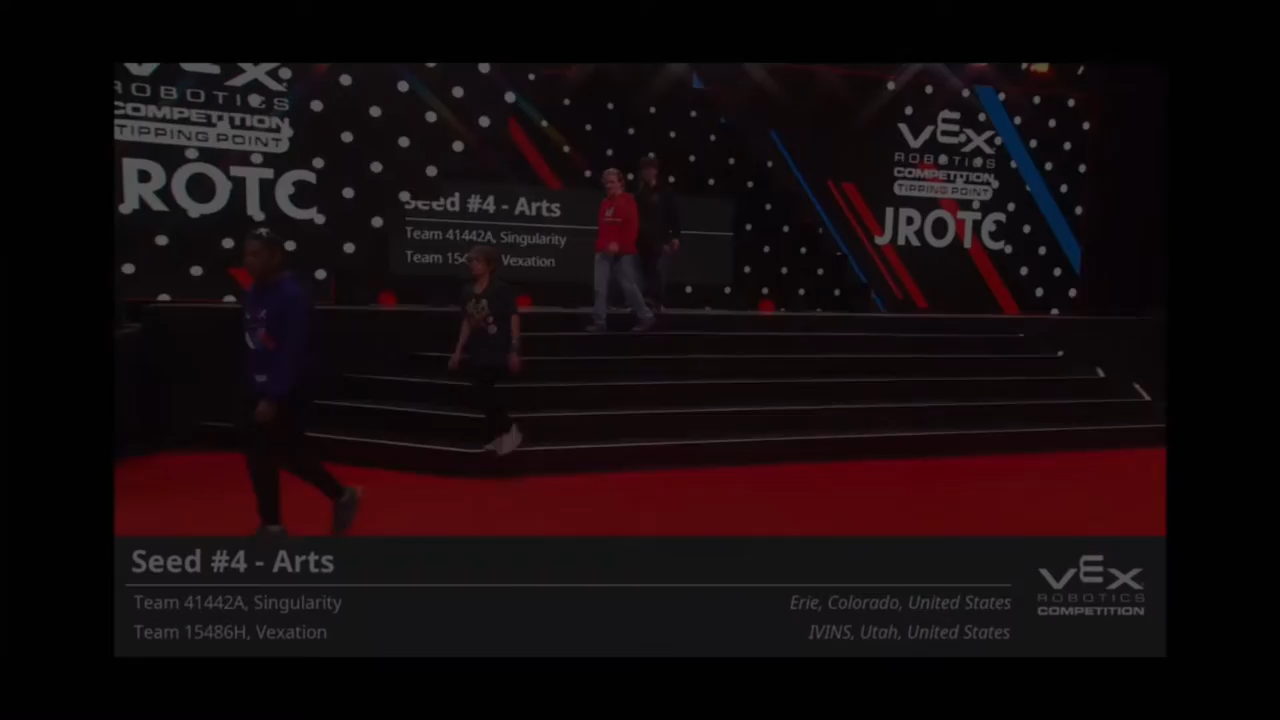 VEX
ROBOTICS
COMPETITION
TIPPING POINT
JROTC
VEX
ROBOTICS
COMPETITION
TIPPING POINT
JROTC
Seed #4 - Arts
Team 41442A, Singularity
Team 154 Vexation
Seed #4 - Arts
Team 41442A, Singularity
Erie, Colorado, United States
Team 15486H, Vexation
IVINS, Utah, United States
VEX
ROBOTICS
COMPETITION